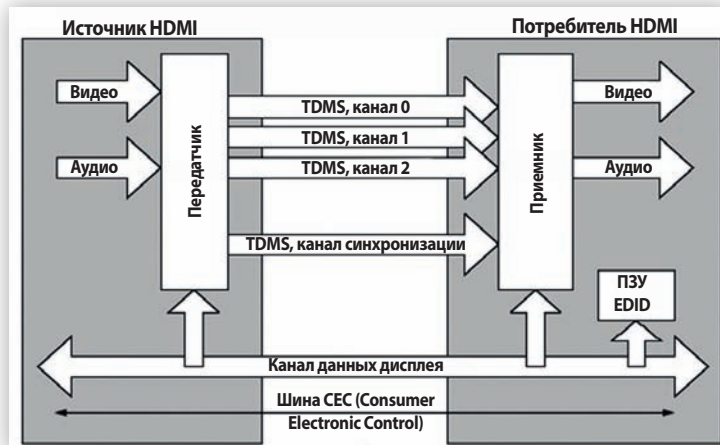 Источник HDMI
Потребитель HDMI
Видео
Аудио
Передатчик
TDMS, канал 0
TDMS, канал 1
TDMS, канал 2
TDMS, канал синхронизации
Приемник
Видео
Аудио
ПЗУ
EDID
Канал данных дисплея
Шина CEC (Consumer
Electronic Control)